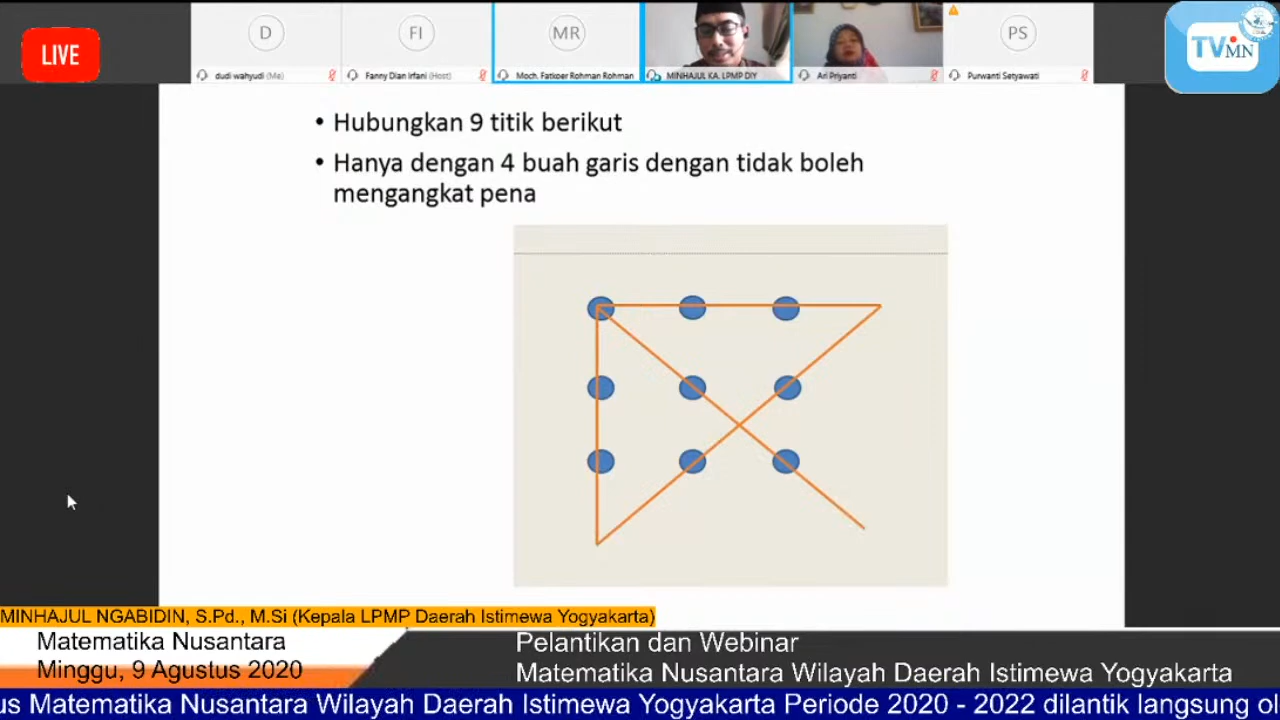 LIVE
D
FI
MR
PS
dudi wahyudi (Me)
Fanny Dian Irfani (Host)
Moch. Fatkoer Rohman Rohman
MINHAJUL KA. LPMP DIY
Ari Priyanti
Purwanti Setyawati
TVMN
• Hubungkan 9 titik berikut
• Hanya dengan 4 buah garis dengan tidak boleh
mengangkat pena
MINHAJUL NGABIDIN, S.Pd., M.Si (Kepala LPMP Daerah Istimewa Yogyakarta)
Matematika Nusantara
Minggu, 9 Agustus 2020
Pelantikan dan Webinar
Matematika Nusantara Wilayah Daerah Istimewa Yogyakarta
us Matematika Nusantara Wilayah Daerah Istimewa Yogyakarta Periode 2020 - 2022 dilantik langsung ol